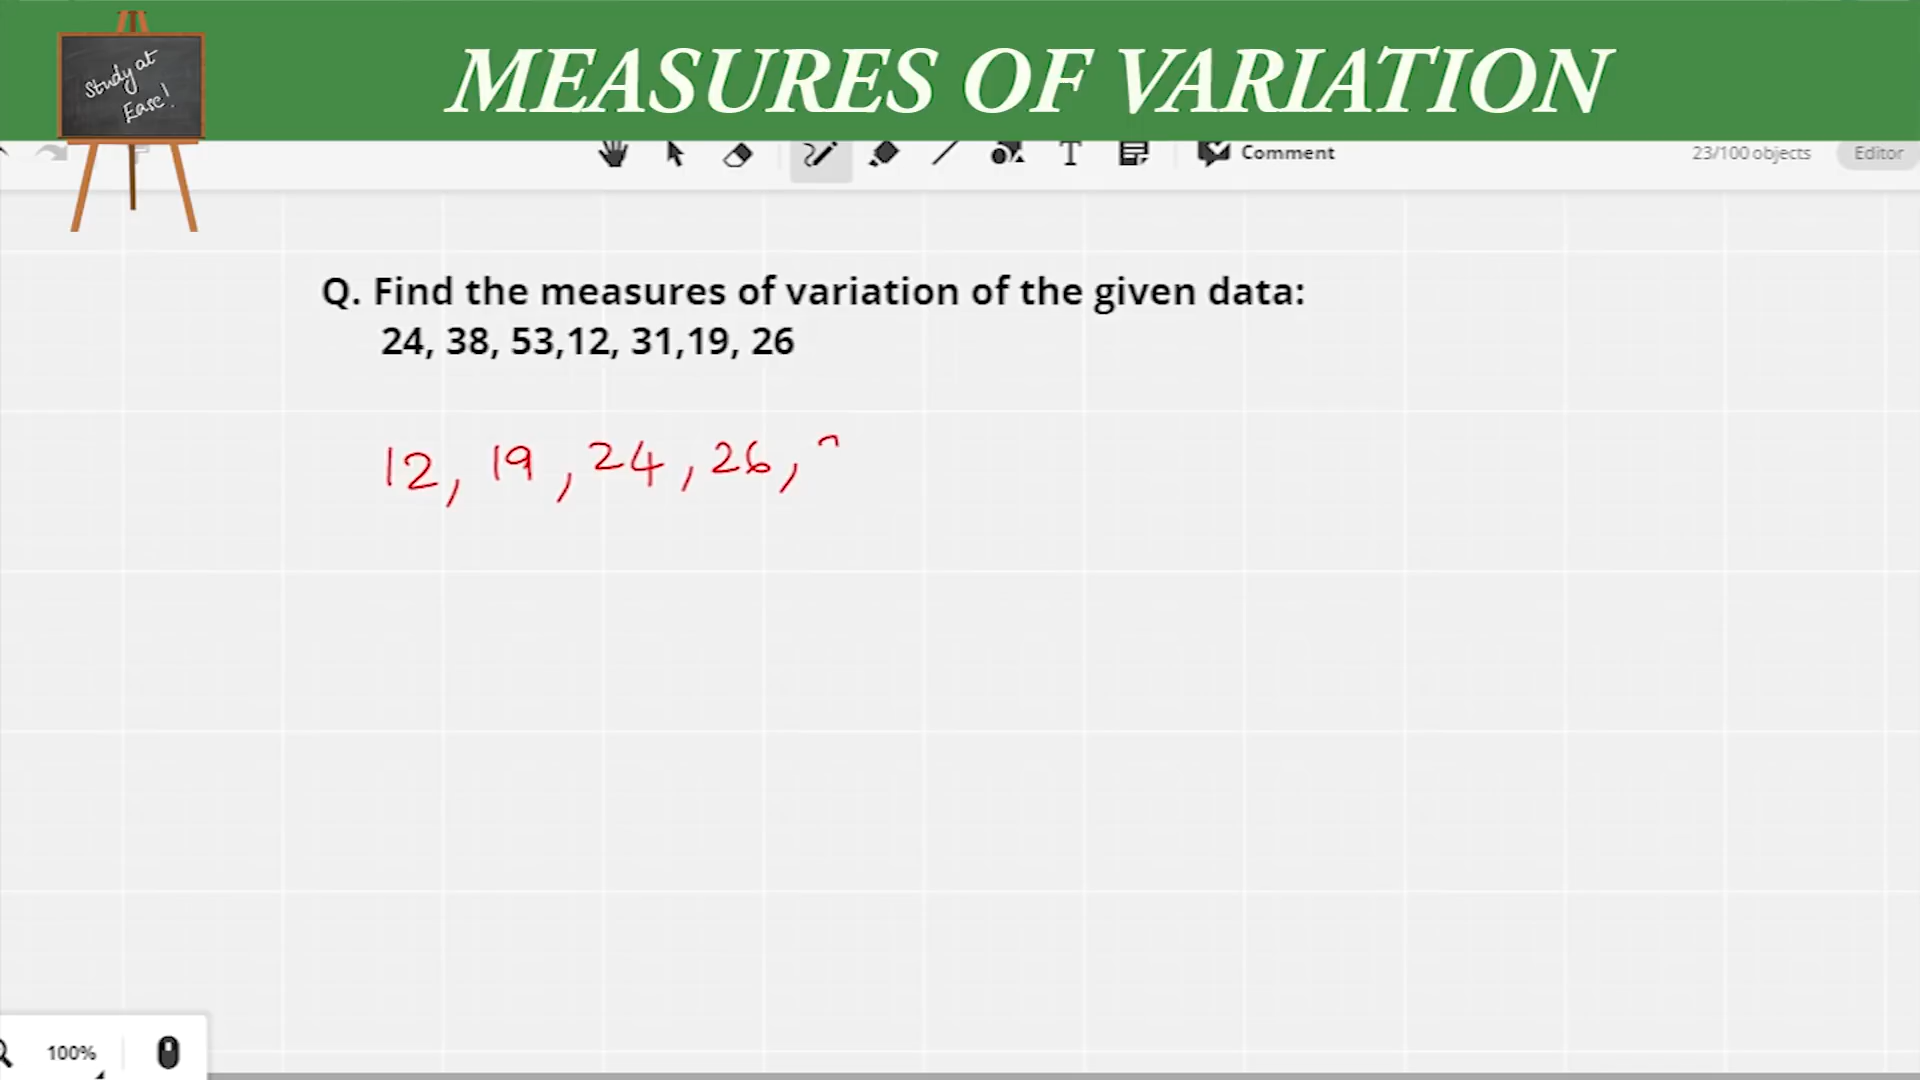 Study at
Ease!
MEASURES OF VARIATION
T
Comment
23/100 objects
Editor
Q. Find the measures of variation of the given data:
24, 38, 53,12, 31,19, 26
12, 19, 24, 26,
100%